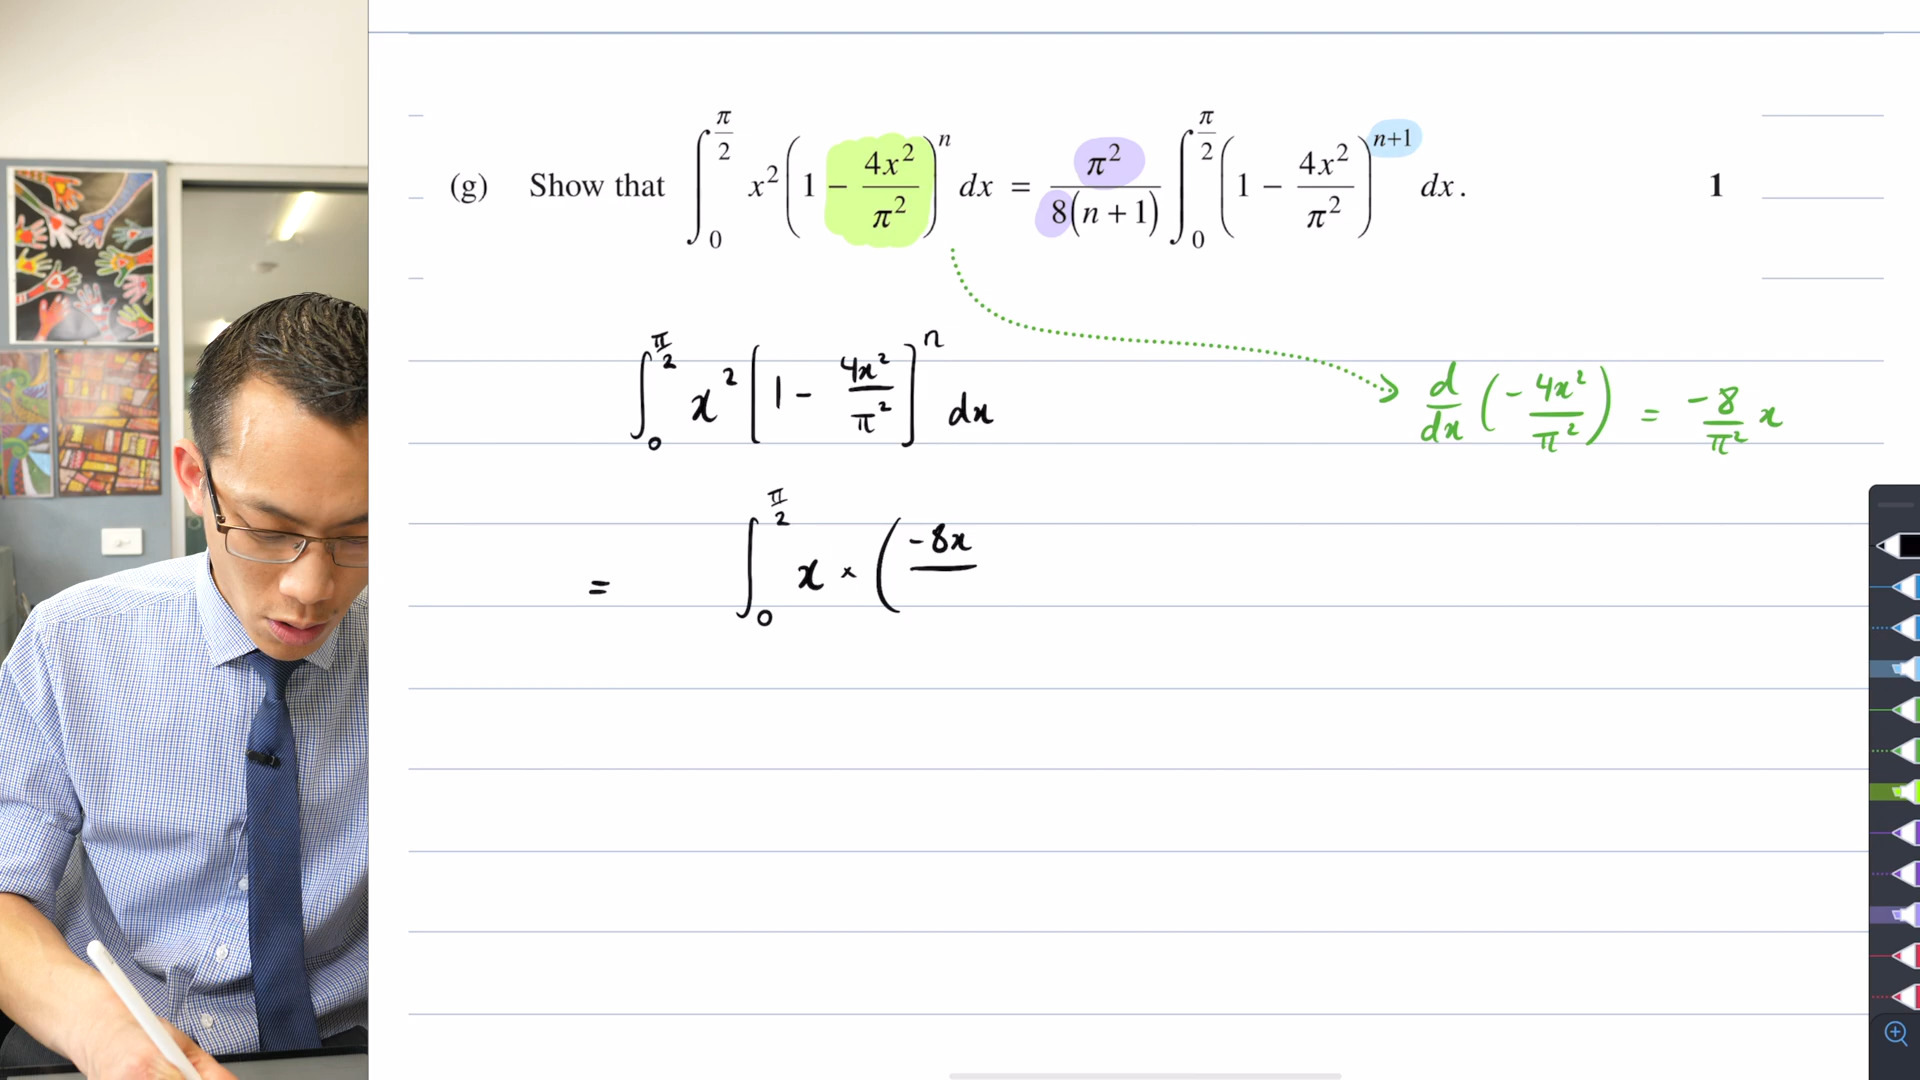 (g) Show that ∫₀^{π/2} x²(1 − 4x²/π²)ⁿ dx = π²/8(n+1) ∫₀^{π/2} (1 − 4x²/π²)ⁿ⁺¹ dx. 1
∫₀^{π/2} x²[1 − 4x²/π²]ⁿ dx
d/dx (−4x²/π²) = −8/π² x
= ∫₀^{π/2} x × (−8x